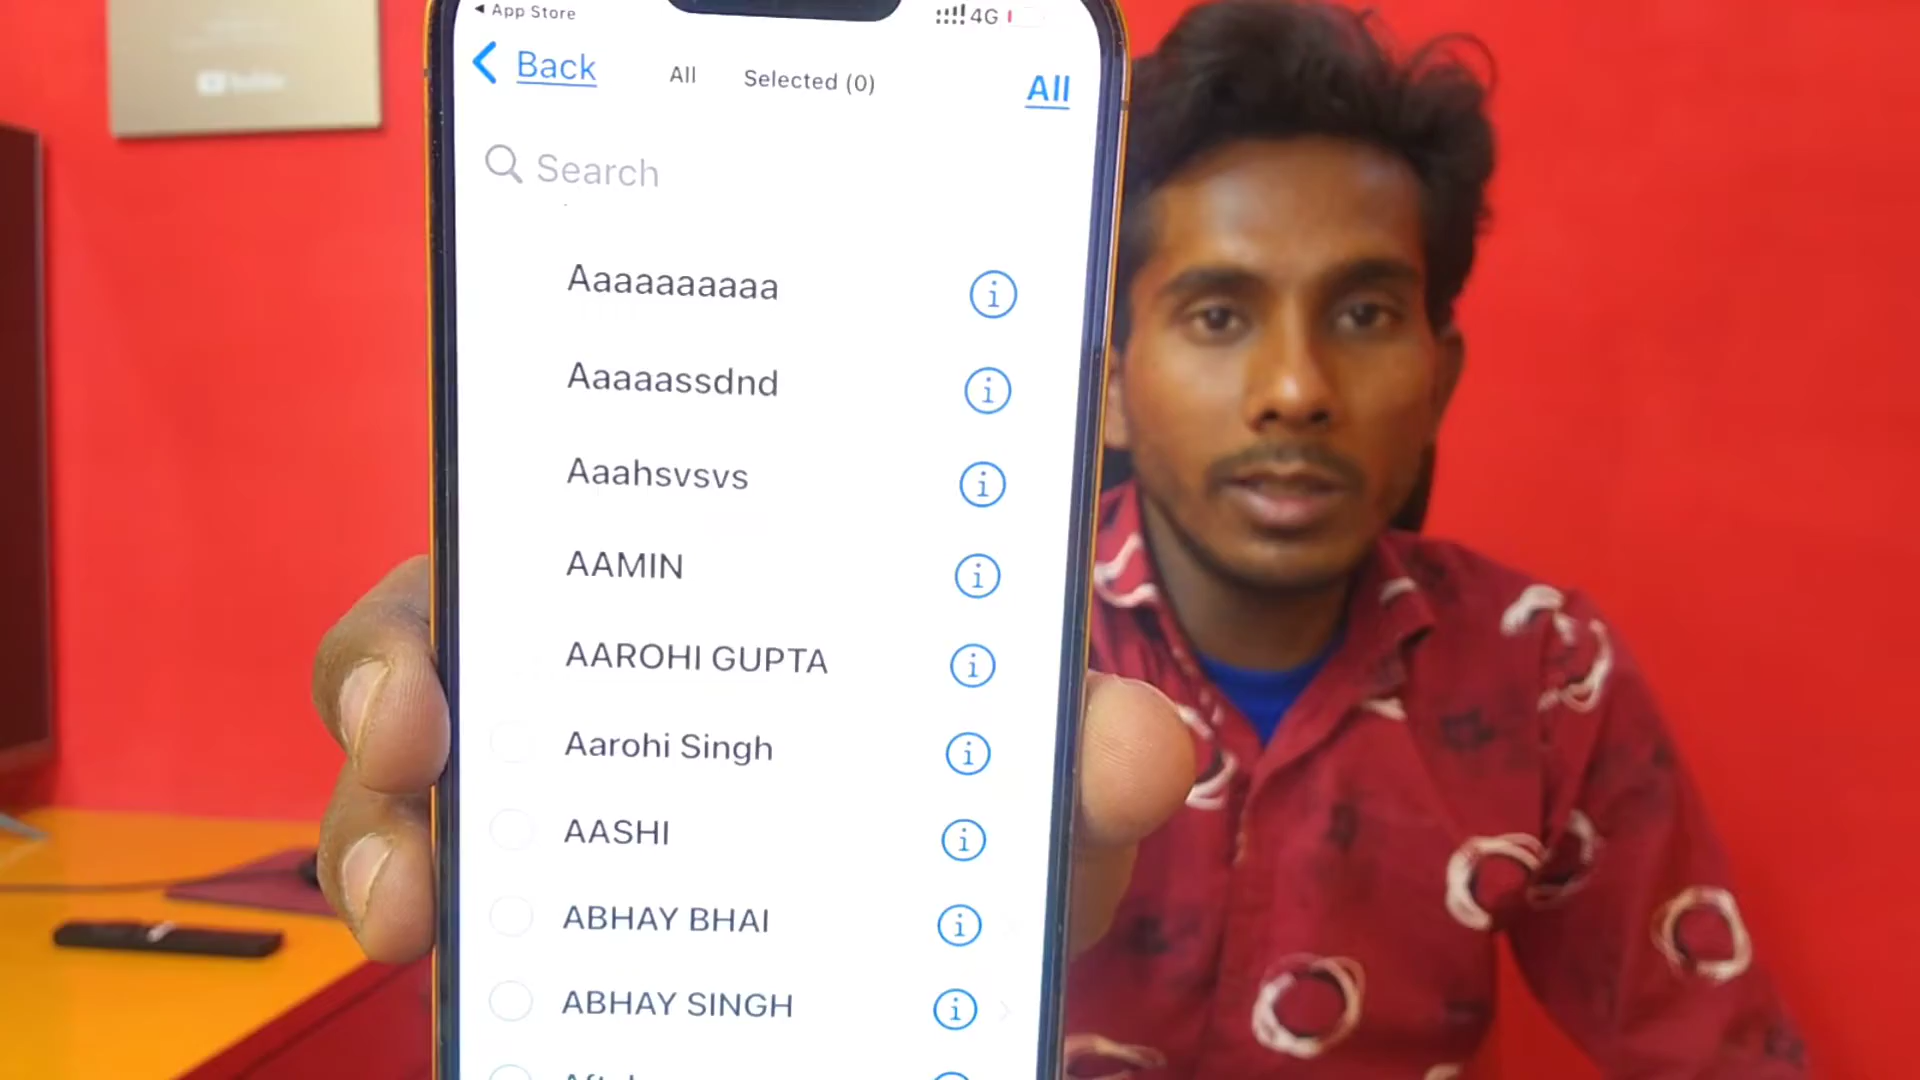 App Store
4G
Back
All
Selected (0)
All
Search
Aaaaaaaaaa
Aaaaassdnd
Aaahsvsvs
AAMIN
AAROHI GUPTA
Aarohi Singh
AASHI
ABHAY BHAI
ABHAY SINGH